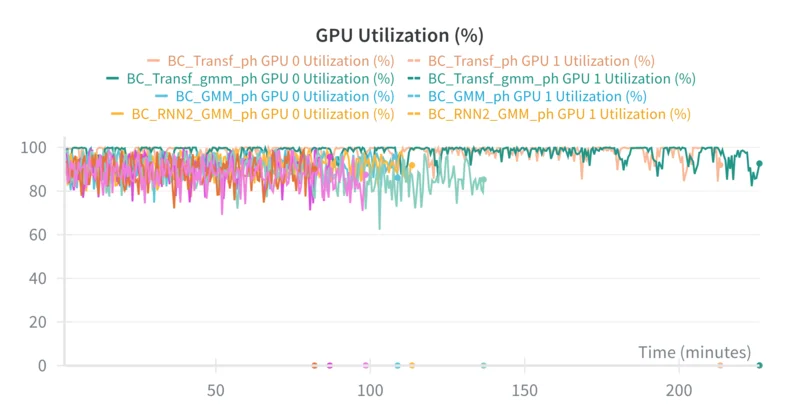 GPU Utilization (%)
BC_Transf_ph GPU 0 Utilization (%) BC_Transf_ph GPU 1 Utilization (%)
BC_Transf_gmm_ph GPU 0 Utilization (%) BC_Transf_gmm_ph GPU 1 Utilization (%)
BC_GMM_ph GPU 0 Utilization (%) BC_GMM_ph GPU 1 Utilization (%)
BC_RNN2_GMM_ph GPU 0 Utilization (%) BC_RNN2_GMM_ph GPU 1 Utilization (%)
100
80
60
40
20
Time (minutes)
0
50 100 150 200